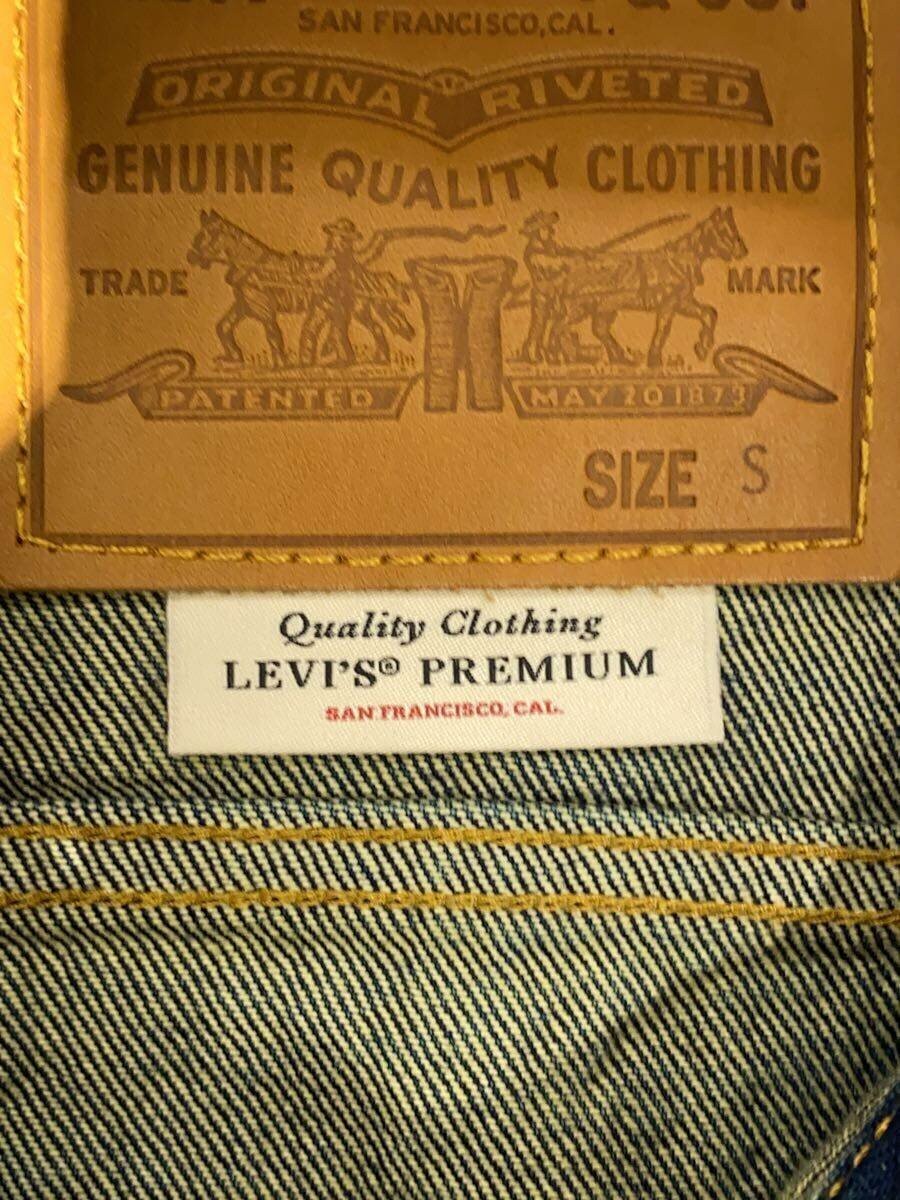 & CO.
SAN FRANCISCO, CAL.
ORIGINAL RIVETED
GENUINE QUALITY CLOTHING
TRADE MARK
PATENTED MAY 20 1873
SIZE S
Quality Clothing
LEVI'S® PREMIUM
SAN FRANCISCO, CAL.